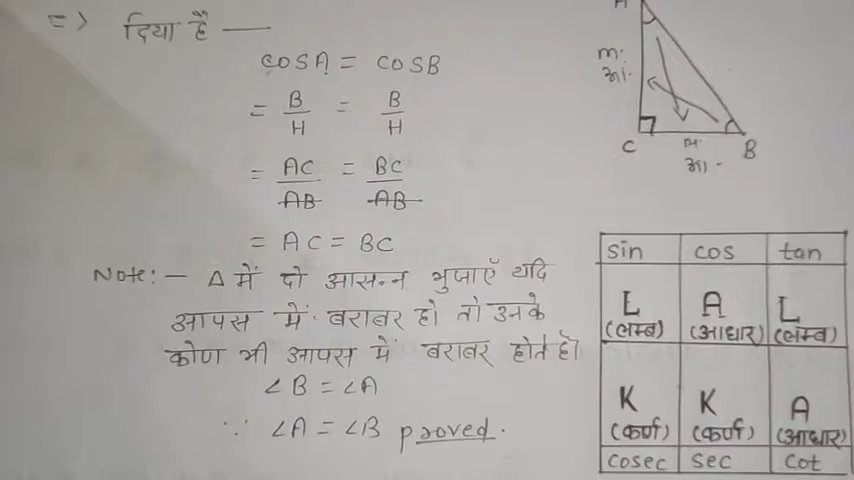 => दिया है —
COSA = COSB
= B/H = B/H
= AC/AB = BC/AB
= AC = BC
Note:- Δ में दो आसन्न भुजाएँ यदि
आपस में बराबर हो तो उनके
कोण भी आपस में बराबर होते हैं।
∠B = ∠A
∵ ∠A = ∠B proved.
A
C
B
sin cos tan
L A L
(लम्ब) (आधार) (लम्ब)
K K A
(कर्ण) (कर्ण) (आधार)
cosec sec cot